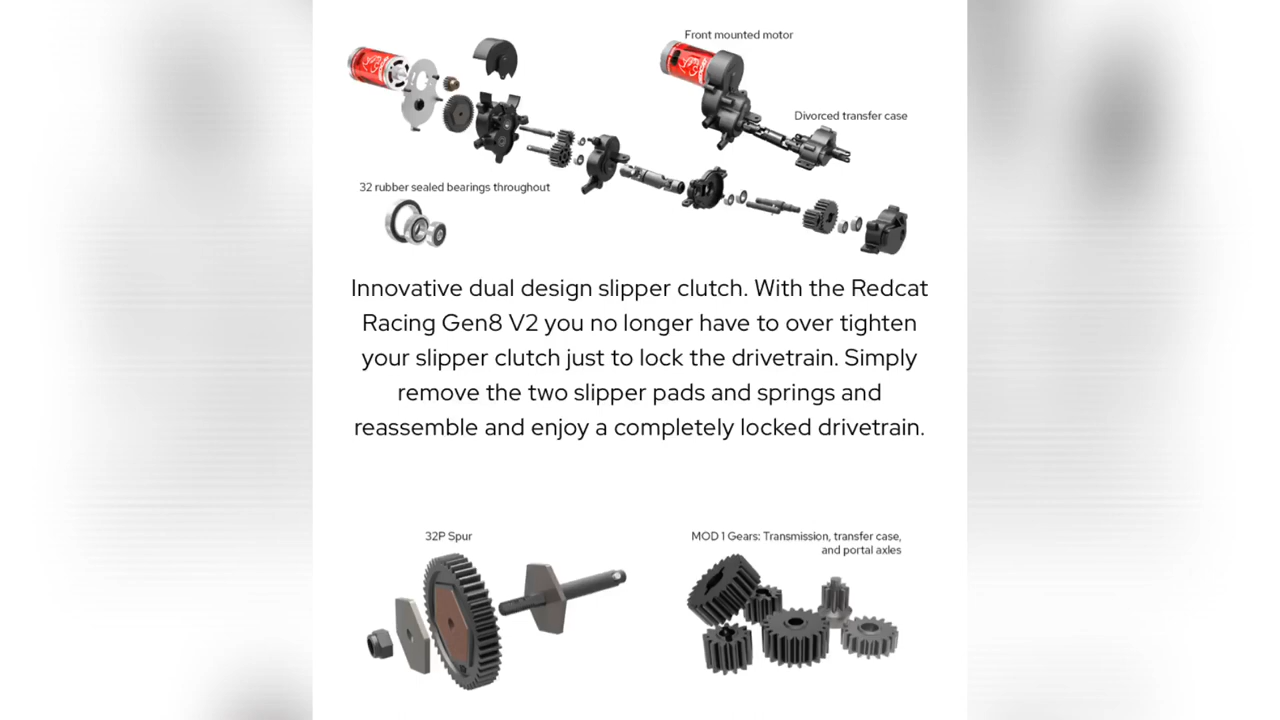 Front mounted motor
Divorced transfer case
32 rubber sealed bearings throughout
Innovative dual design slipper clutch. With the Redcat
Racing Gen8 V2 you no longer have to over tighten
your slipper clutch just to lock the drivetrain. Simply
remove the two slipper pads and springs and
reassemble and enjoy a completely locked drivetrain.
32P Spur
MOD 1 Gears: Transmission, transfer case,
and portal axles